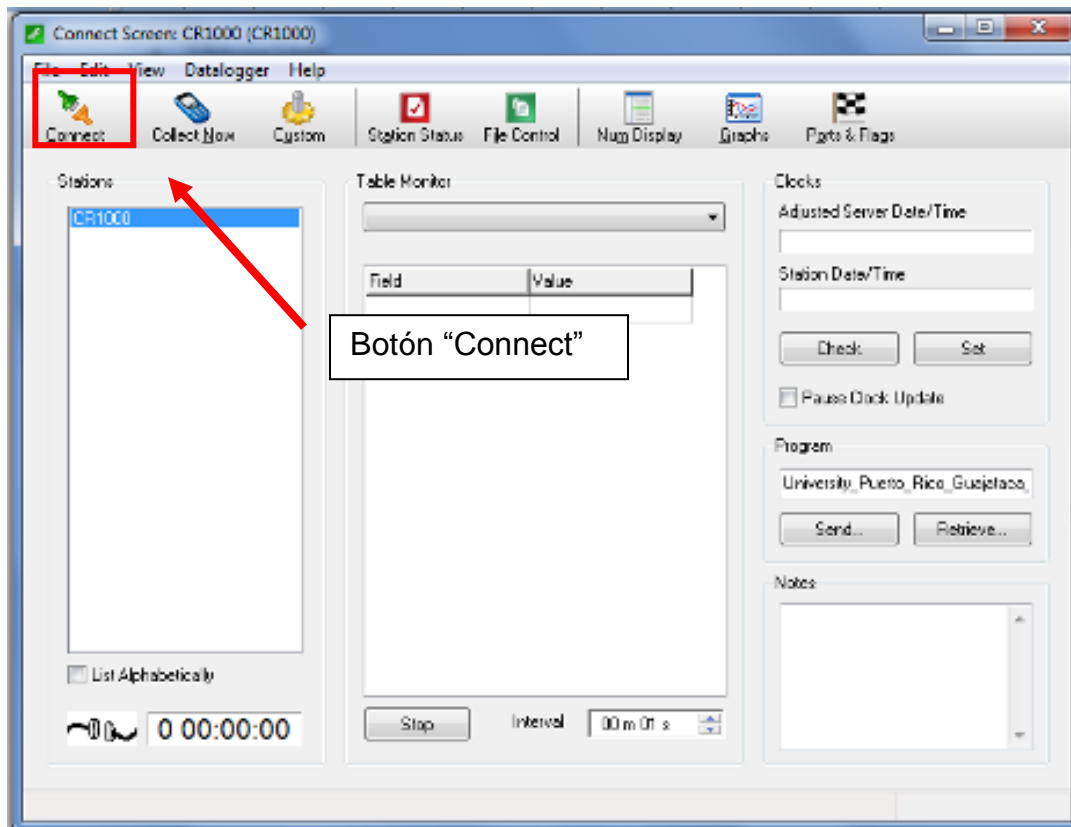 Connect Screen: CR1000 (CR1000)
File Edit View Datalogger Help
Connect Collect Now Custom Station Status File Control Num Display Graphs Ports & Flags
Stations
CR1000
List Alphabetically
0 00:00:00
Table Monitor
Field Value
Botón “Connect”
Stop Interval 00 m 01 s
Clocks
Adjusted Server Date/Time
Station Date/Time
Check Set
Pause Clock Update
Program
University_Puerto_Rico_Guajataca_
Send... Retrieve...
Notes